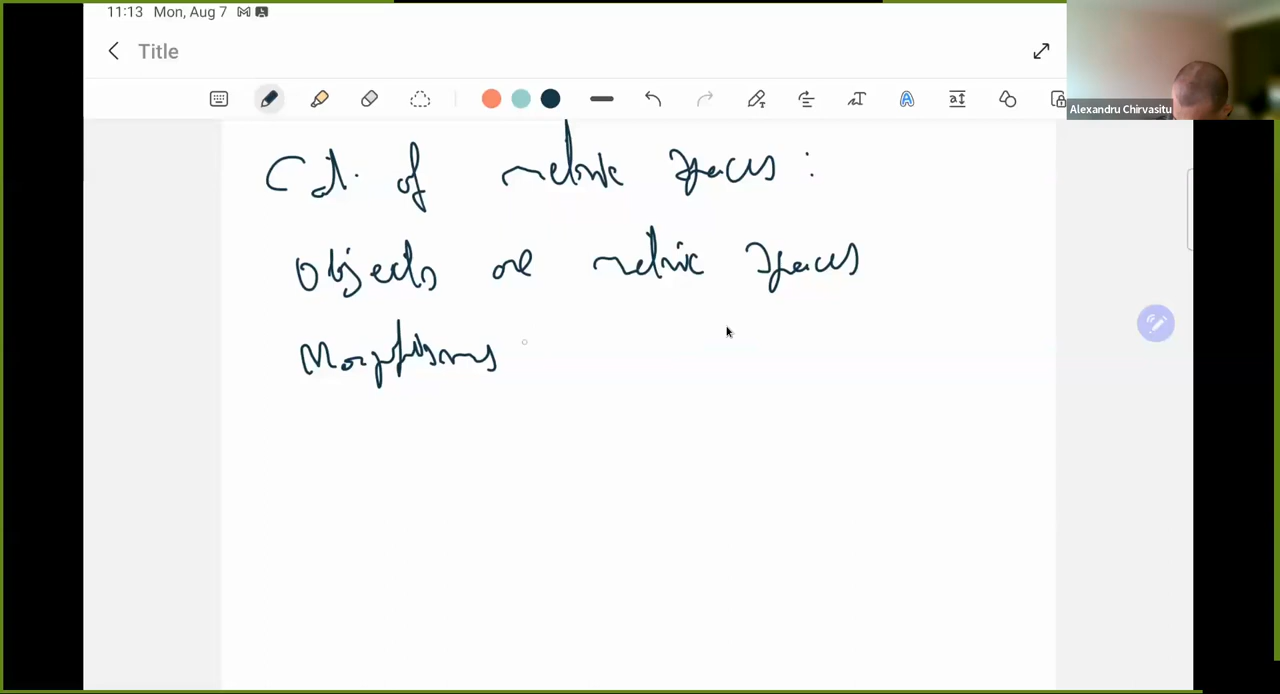 11:13 Mon, Aug 7
Title
Alexandru Chirvasitu
Cat. of metric spaces :
Objects are metric spaces
Morphisms